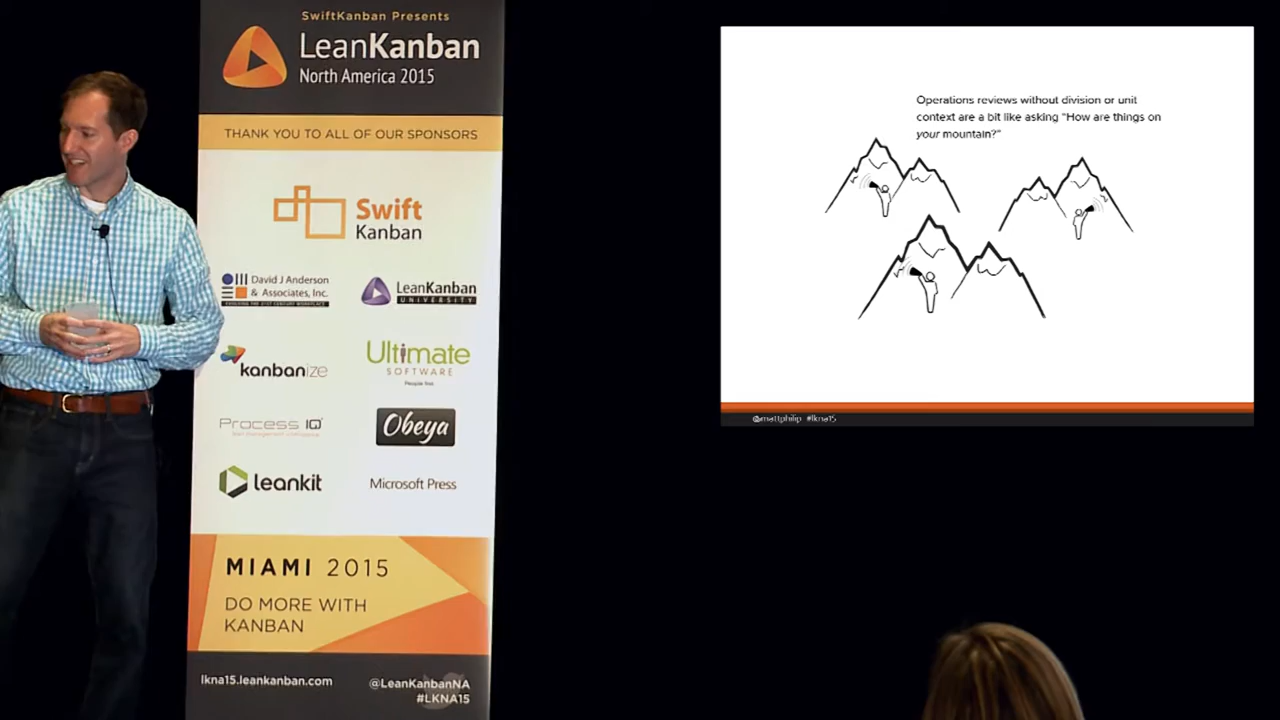 SwiftKanban Presents
LeanKanban
North America 2015
THANK YOU TO ALL OF OUR SPONSORS
Swift
Kanban
David J Anderson
& Associates, Inc.
LeanKanban
UNIVERSITY
kanbanize
Ultimate
SOFTWARE
People first
Process IQ
Obeya
leankit
Microsoft Press
MIAMI 2015
DO MORE WITH
KANBAN
lkna15.leankanban.com
@LeanKanbanNA
#LKNA15
Operations reviews without division or unit
context are a bit like asking "How are things on
your mountain?"
@mattphilip #lkna15